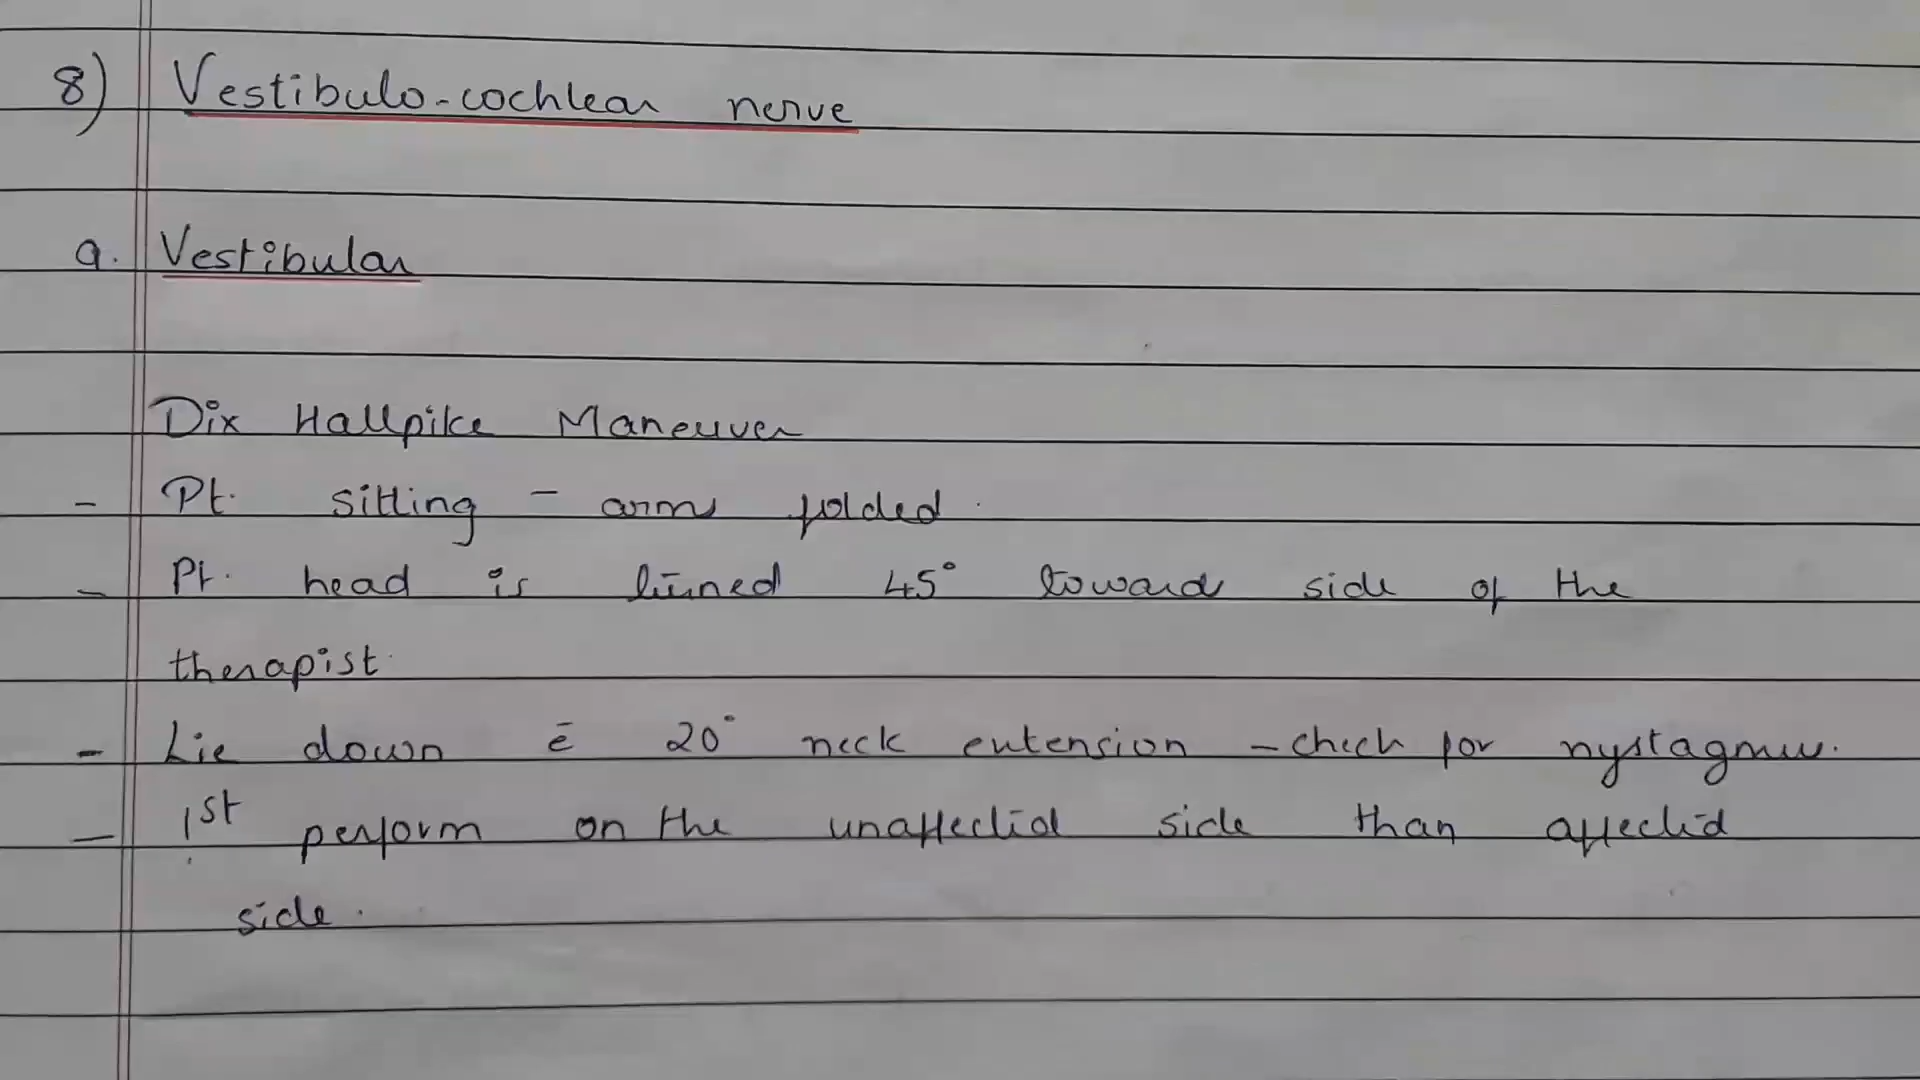 8) Vestibulo-cochlear nerve
a. Vestibular
Dix Hallpike Maneuver
- Pt. sitting - arms folded.
- Pt. head is turned 45° toward side of the
therapist.
- Lie down c̄ 20° neck extension - check for nystagmus.
- 1st perform on the unaffected side than affected
side.